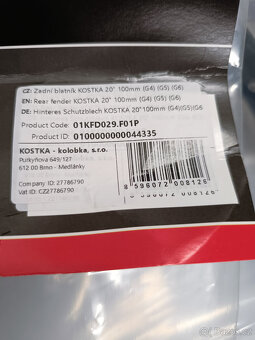 CZ Zadní blatník KOSTKA 20" 100mm (G4) (G5) (G6)
EN Rear fender KOSTKA 20" 100mm (G4) (G5) (G6)
DE Hinteres Schutzblech KOSTKA 20" 100mm (G4)(G5)(G6)
Product Code: 01KFD029.F01P
Product ID: 0100000000044335
KOSTKA - kolobka, s.r.o.
Purkyňova 649/127
612 00 Brno - Medlánky
Company ID: 27786790
Vat ID: CZ27786790
8 596072 008126